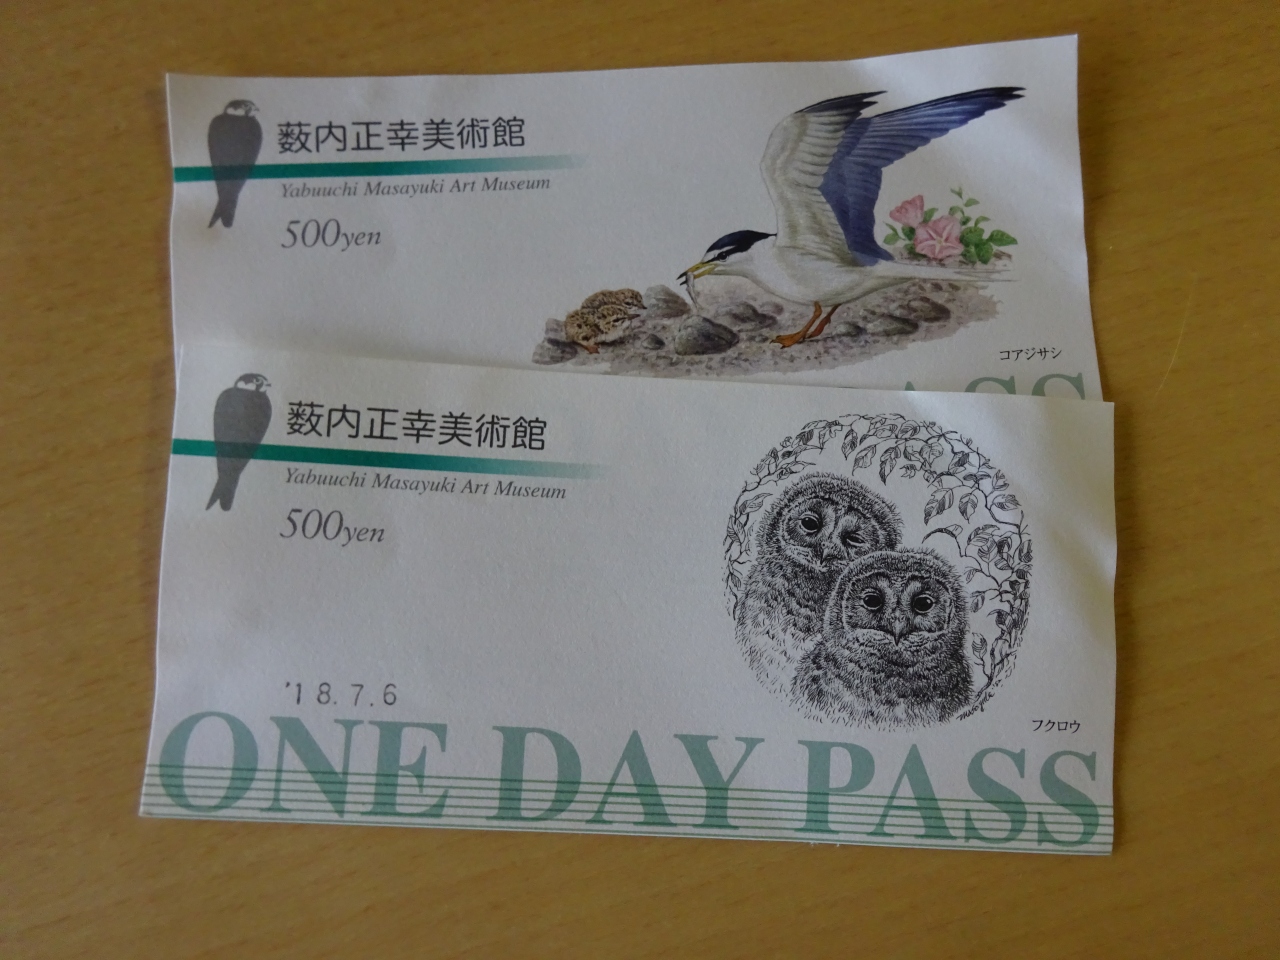 薮内正幸美術館
Yabuuchi Masayuki Art Museum
500yen
コアジサシ
PASS
薮内正幸美術館
Yabuuchi Masayuki Art Museum
500yen
'18.7.6
フクロウ
ONE DAY PASS